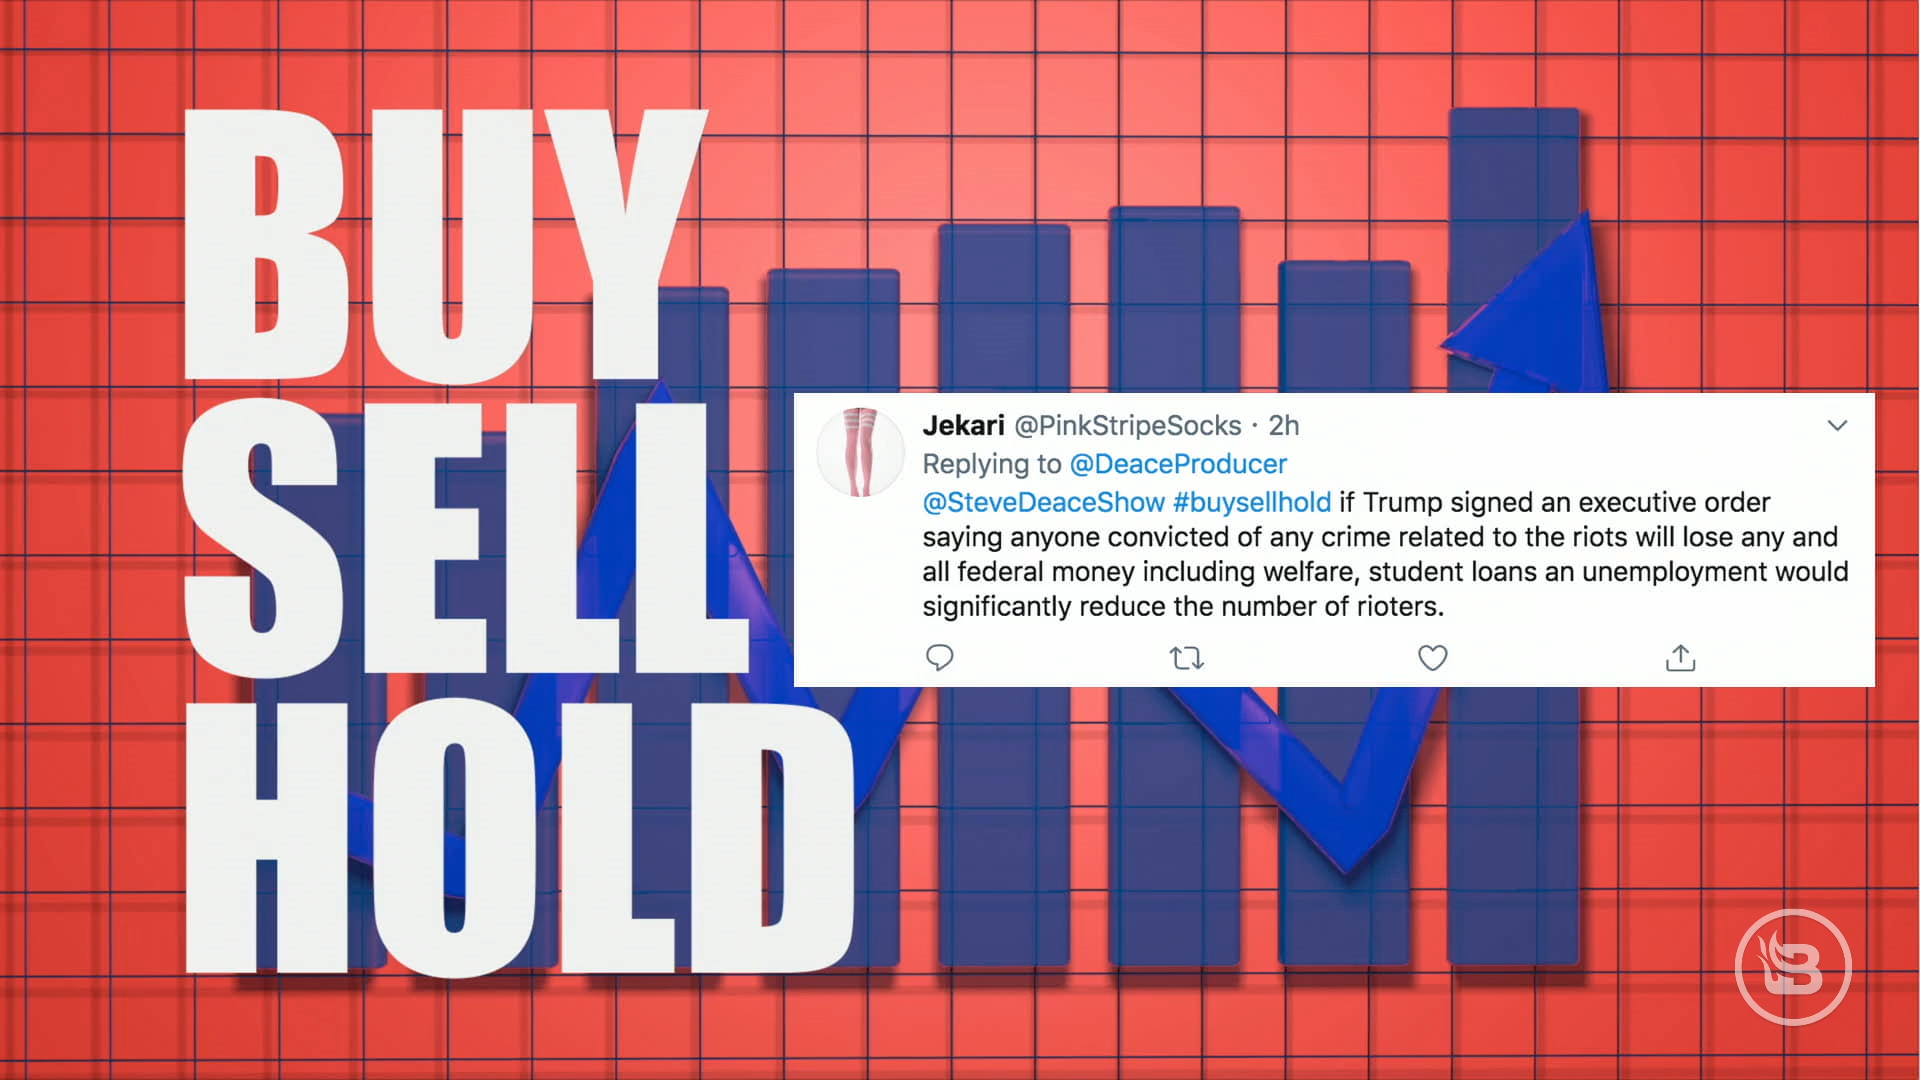 BUY
SELL
HOLD
Jekari @PinkStripeSocks · 2h
Replying to @DeaceProducer
@SteveDeaceShow #buysellhold if Trump signed an executive order
saying anyone convicted of any crime related to the riots will lose any and
all federal money including welfare, student loans an unemployment would
significantly reduce the number of rioters.
B